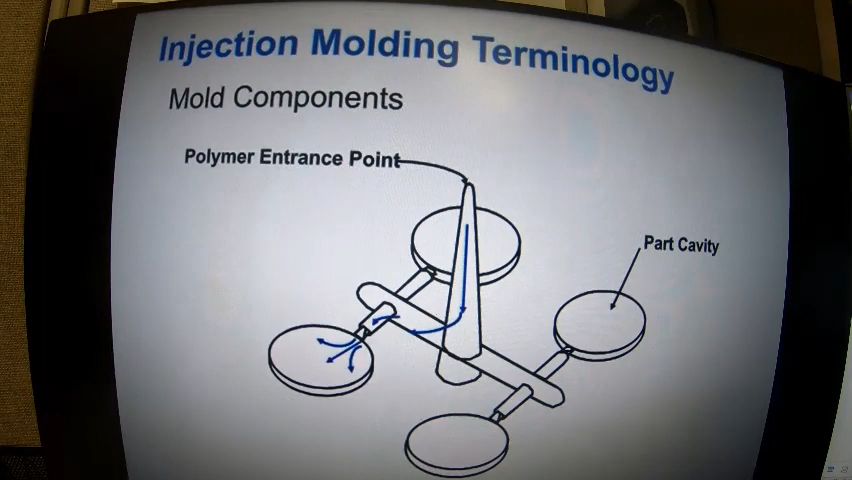 Injection Molding Terminology
Mold Components
Polymer Entrance Point
Part Cavity